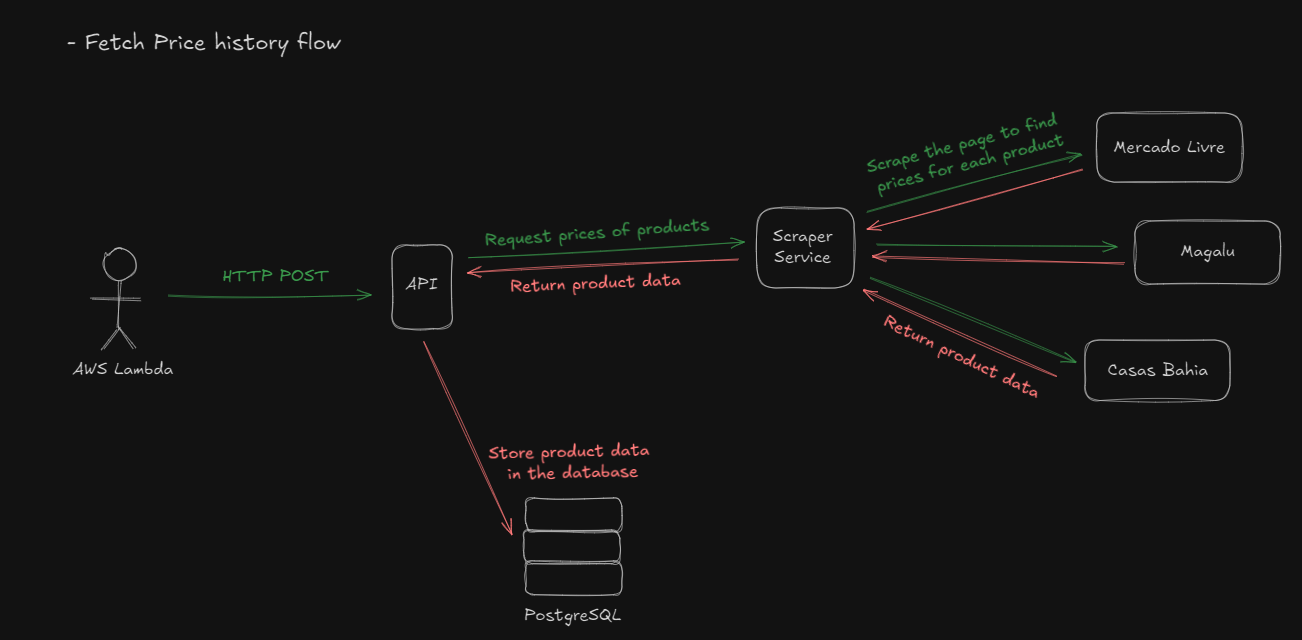 - Fetch Price history flow
Scrape the page to find
prices for each product
Mercado Livre
Request prices of products
Scraper
Service
Magalu
HTTP POST
API
Return product data
Return product data
AWS Lambda
Casas Bahia
Store product data
in the database
PostgreSQL